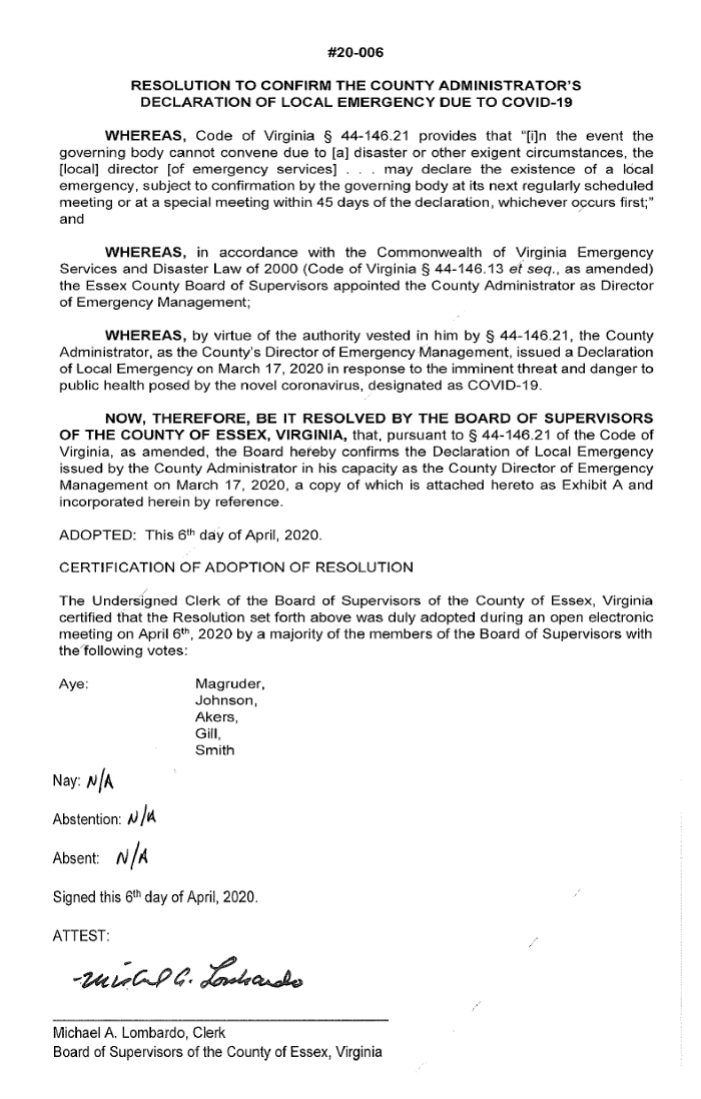 #20-006
RESOLUTION TO CONFIRM THE COUNTY ADMINISTRATOR'S
DECLARATION OF LOCAL EMERGENCY DUE TO COVID-19
WHEREAS, Code of Virginia § 44-146.21 provides that "[i]n the event the
governing body cannot convene due to [a] disaster or other exigent circumstances, the
[local] director [of emergency services] . . . may declare the existence of a local
emergency, subject to confirmation by the governing body at its next regularly scheduled
meeting or at a special meeting within 45 days of the declaration, whichever occurs first;"
and
WHEREAS, in accordance with the Commonwealth of Virginia Emergency
Services and Disaster Law of 2000 (Code of Virginia § 44-146.13 et seq., as amended)
the Essex County Board of Supervisors appointed the County Administrator as Director
of Emergency Management;
WHEREAS, by virtue of the authority vested in him by § 44-146.21, the County
Administrator, as the County's Director of Emergency Management, issued a Declaration
of Local Emergency on March 17, 2020 in response to the imminent threat and danger to
public health posed by the novel coronavirus, designated as COVID-19.
NOW, THEREFORE, BE IT RESOLVED BY THE BOARD OF SUPERVISORS
OF THE COUNTY OF ESSEX, VIRGINIA, that, pursuant to § 44-146.21 of the Code of
Virginia, as amended, the Board hereby confirms the Declaration of Local Emergency
issued by the County Administrator in his capacity as the County Director of Emergency
Management on March 17, 2020, a copy of which is attached hereto as Exhibit A and
incorporated herein by reference.
ADOPTED: This 6th day of April, 2020.
CERTIFICATION OF ADOPTION OF RESOLUTION
The Undersigned Clerk of the Board of Supervisors of the County of Essex, Virginia
certified that the Resolution set forth above was duly adopted during an open electronic
meeting on April 6th, 2020 by a majority of the members of the Board of Supervisors with
the following votes:
Aye: Magruder,
Johnson,
Akers,
Gill,
Smith
Nay: N/A
Abstention: N/A
Absent: N/A
Signed this 6th day of April, 2020.
ATTEST:
Michael A. Lombardo
Michael A. Lombardo, Clerk
Board of Supervisors of the County of Essex, Virginia